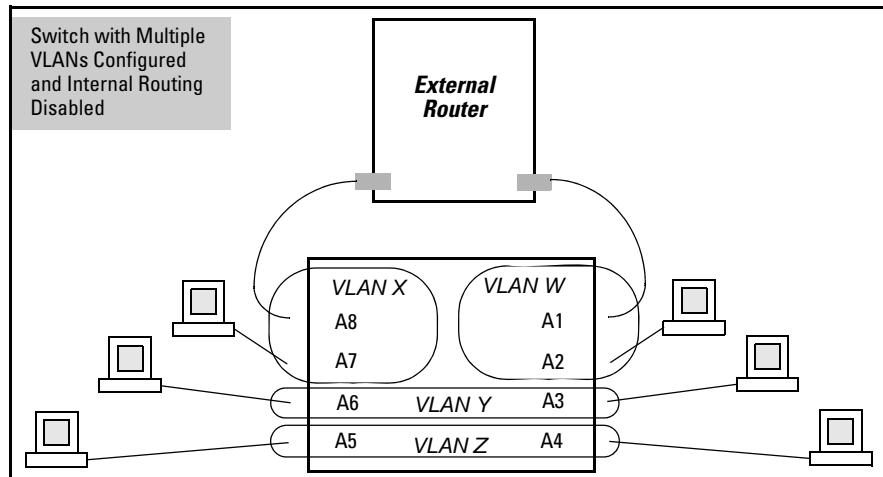 Switch with Multiple
VLANs Configured
and Internal Routing
Disabled
External
Router
VLAN X
VLAN W
A8
A1
A7
A2
A6
VLAN Y
A3
A5
VLAN Z
A4